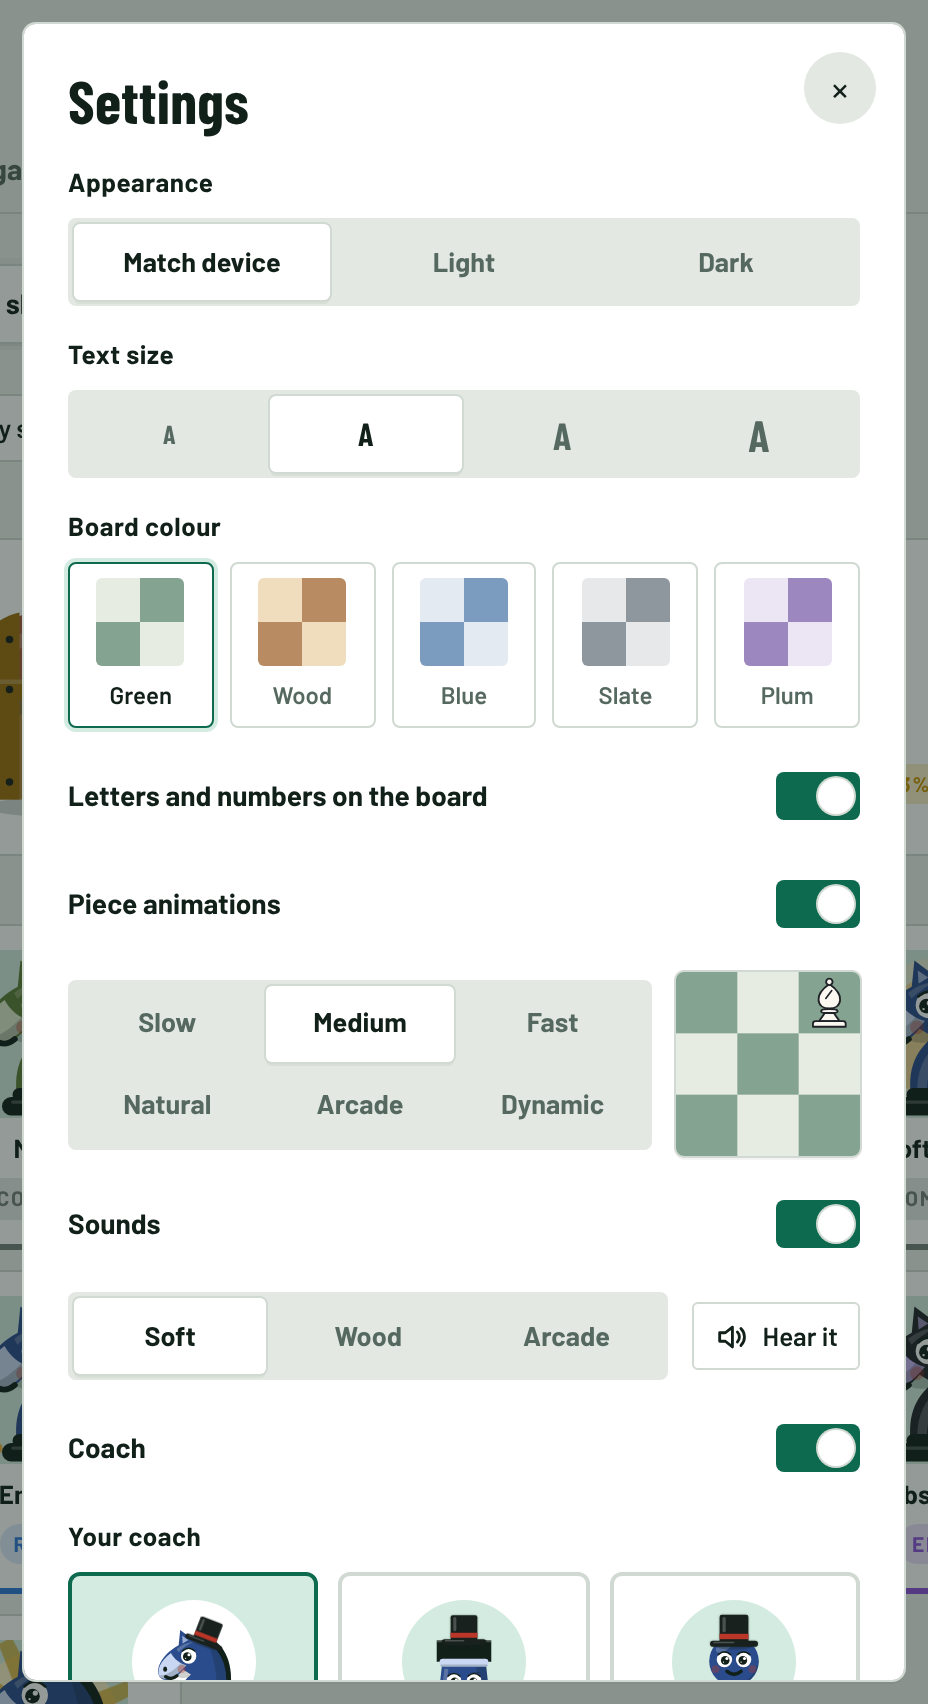 Settings
×
Appearance
Match device Light Dark
Text size
A A A A
Board colour
Green Wood Blue Slate Plum
Letters and numbers on the board
Piece animations
Slow Medium Fast
Natural Arcade Dynamic
Sounds
Soft Wood Arcade Hear it
Coach
Your coach